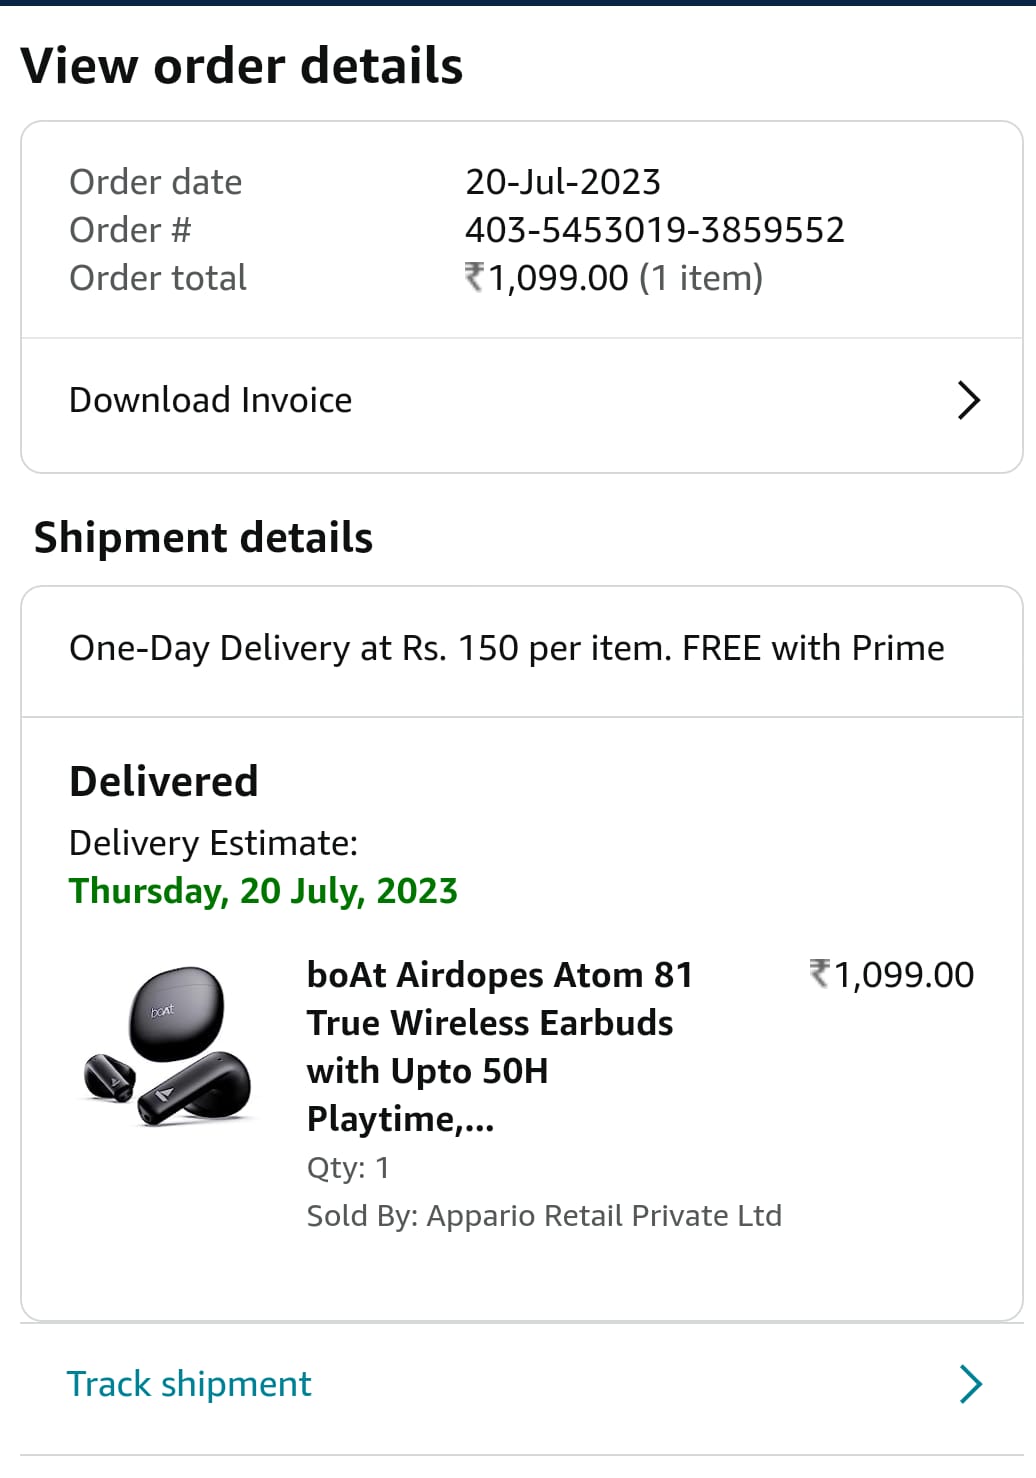 View order details
Order date 20-Jul-2023
Order # 403-5453019-3859552
Order total ₹1,099.00 (1 item)
Download Invoice
Shipment details
One-Day Delivery at Rs. 150 per item. FREE with Prime
Delivered
Delivery Estimate:
Thursday, 20 July, 2023
boAt
boAt Airdopes Atom 81 ₹1,099.00
True Wireless Earbuds
with Upto 50H
Playtime,...
Qty: 1
Sold By: Appario Retail Private Ltd
Track shipment